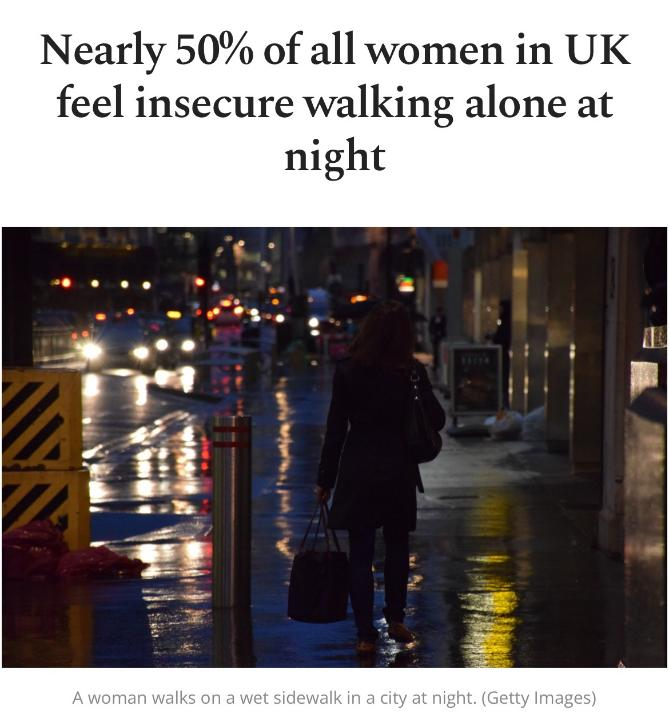 Nearly 50% of all women in UK
feel insecure walking alone at
night
A woman walks on a wet sidewalk in a city at night. (Getty Images)